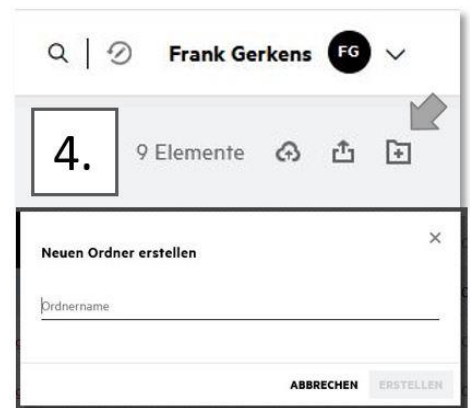 Frank Gerkens FG
4. 9 Elemente
Neuen Ordner erstellen
Ordnername
ABBRECHEN ERSTELLEN